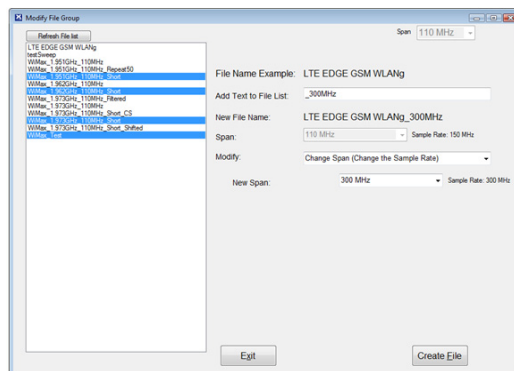 Modify File Group
Span 110 MHz
Refresh File list
LTE EDGE GSM WLANg
testSweep
WiMax_1.951GHz_110MHz
WiMax_1.951GHz_110MHz_Repeat50
WiMax_1.951GHz_110MHz_Short
WiMax_1.962GHz_110MHz
WiMax_1.962GHz_110MHz_Short
WiMax_1.973GHz_110MHz_Filtered
WiMax_1.973GHz_110MHz
WiMax_1.973GHz_110MHz_Short_CS
WiMax_1.973GHz_110MHz_Short
WiMax_1.973GHz_110MHz_Short_Shifted
WiMax_Test
File Name Example: LTE EDGE GSM WLANg
Add Text to File List: _300MHz
New File Name: LTE EDGE GSM WLANg_300MHz
Span: 110 MHz Sample Rate: 150 MHz
Modify: Change Span (Change the Sample Rate)
New Span: 300 MHz Sample Rate: 300 MHz
Exit Create File